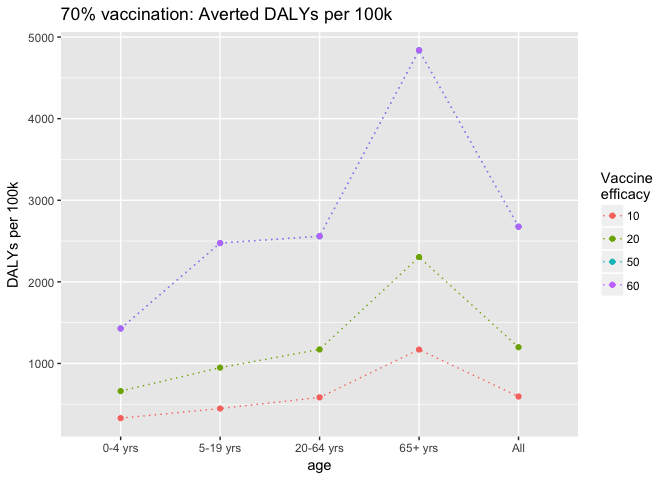 70% vaccination: Averted DALYs per 100k
DALYs per 100k
5000
4000
3000
2000
1000
0-4 yrs
5-19 yrs
20-64 yrs
65+ yrs
All
age
Vaccine
efficacy
10
20
50
60